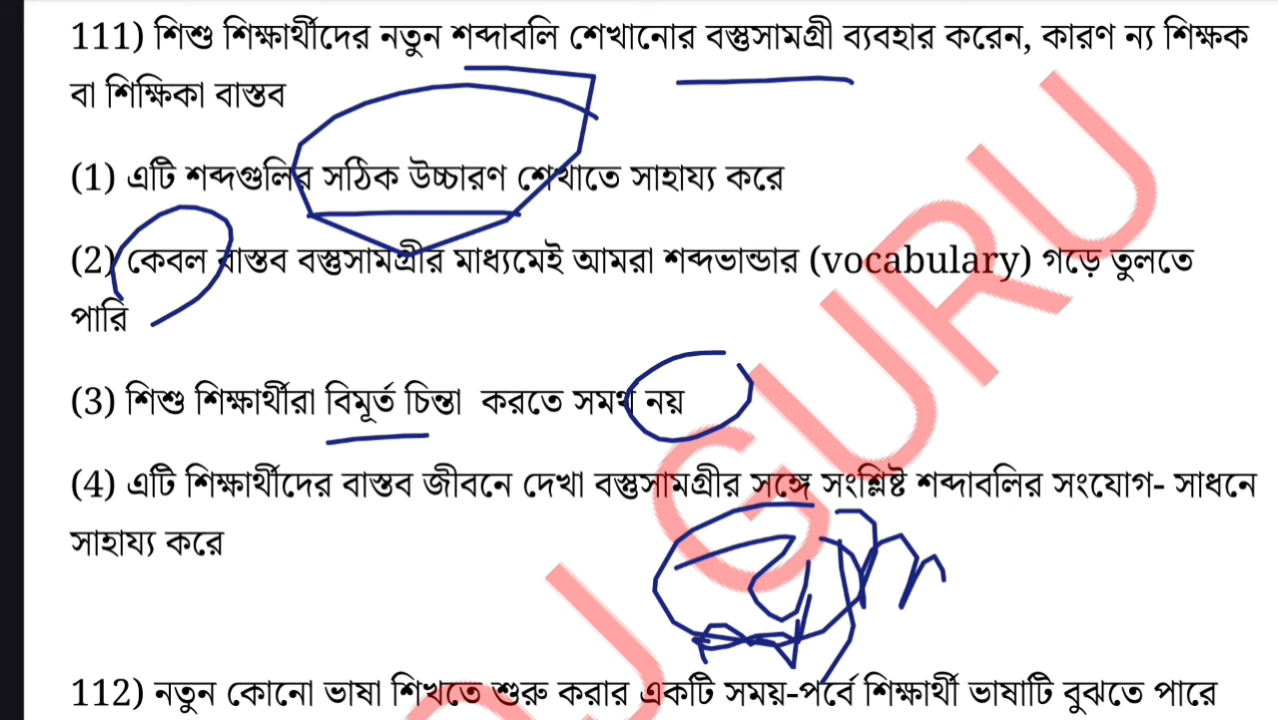 111) শিশু শিক্ষার্থীদের নতুন শব্দাবলি শেখানোর বস্তুসামগ্রী ব্যবহার করেন, কারণ ন্য শিক্ষক
বা শিক্ষিকা বাস্তব
(1) এটি শব্দগুলির সঠিক উচ্চারণ শেখাতে সাহায্য করে
(2) কেবল বাস্তব বস্তুসামগ্রীর মাধ্যমেই আমরা শব্দভান্ডার (vocabulary) গড়ে তুলতে
পারি
(3) শিশু শিক্ষার্থীরা বিমূর্ত চিন্তা করতে সমর্থ নয়
(4) এটি শিক্ষার্থীদের বাস্তব জীবনে দেখা বস্তুসামগ্রীর সঙ্গে সংশ্লিষ্ট শব্দাবলির সংযোগ- সাধনে
সাহায্য করে
112) নতুন কোনো ভাষা শিখতে শুরু করার একটি সময়-পর্বে শিক্ষার্থী ভাষাটি বুঝতে পারে
GURU